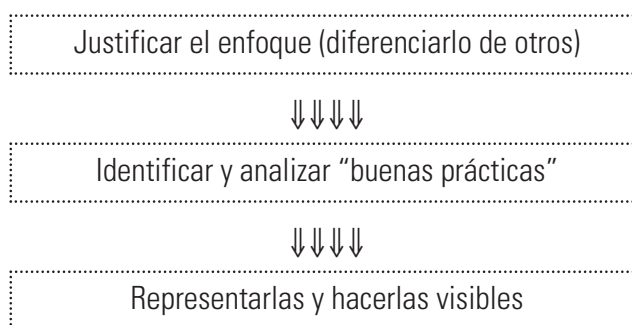 Justificar el enfoque (diferenciarlo de otros)
⇓⇓⇓⇓
Identificar y analizar “buenas prácticas”
⇓⇓⇓⇓
Representarlas y hacerlas visibles